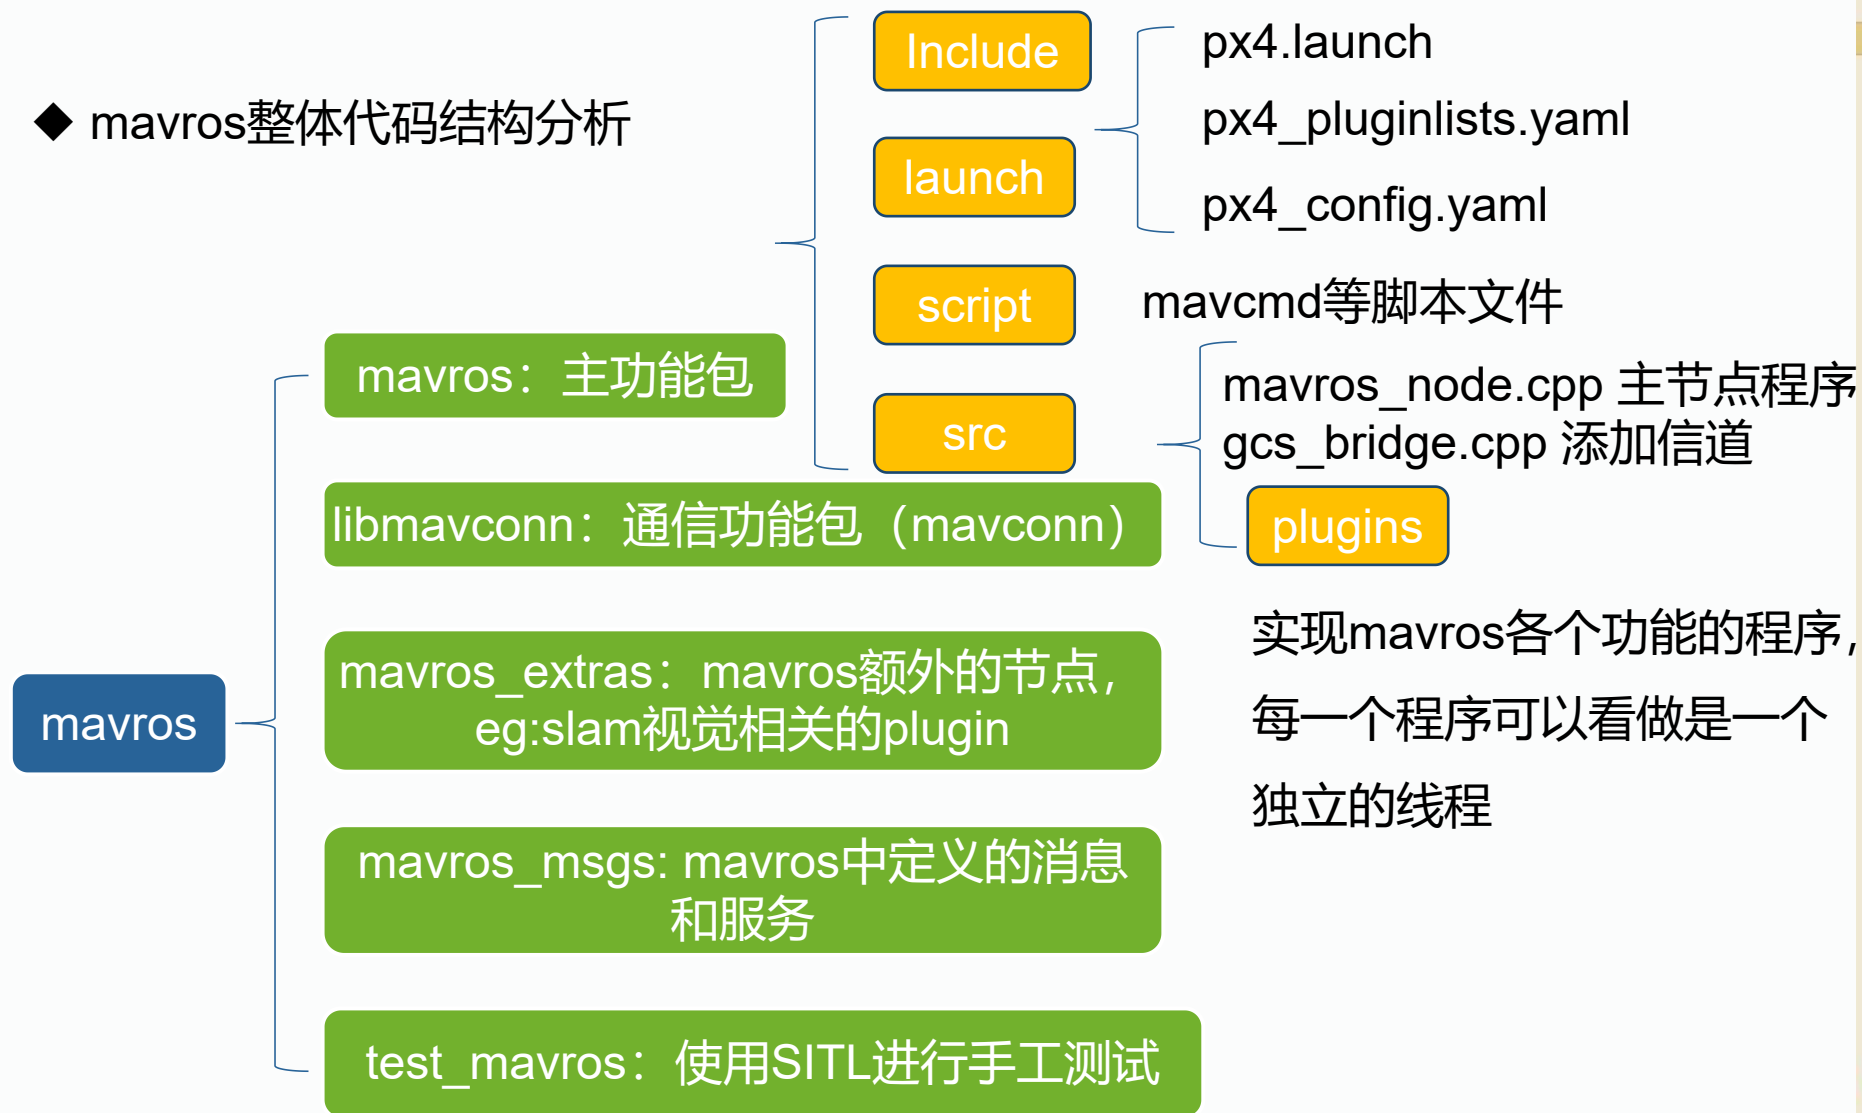 ◆ mavros整体代码结构分析
Include
px4.launch
px4_pluginlists.yaml
launch
px4_config.yaml
script
mavcmd等脚本文件
mavros：主功能包
src
mavros_node.cpp 主节点程序
gcs_bridge.cpp 添加信道
plugins
libmavconn：通信功能包（mavconn）
实现mavros各个功能的程序，
每一个程序可以看做是一个
独立的线程
mavros
mavros_extras：mavros额外的节点，
eg:slam视觉相关的plugin
mavros_msgs: mavros中定义的消息
和服务
test_mavros：使用SITL进行手工测试